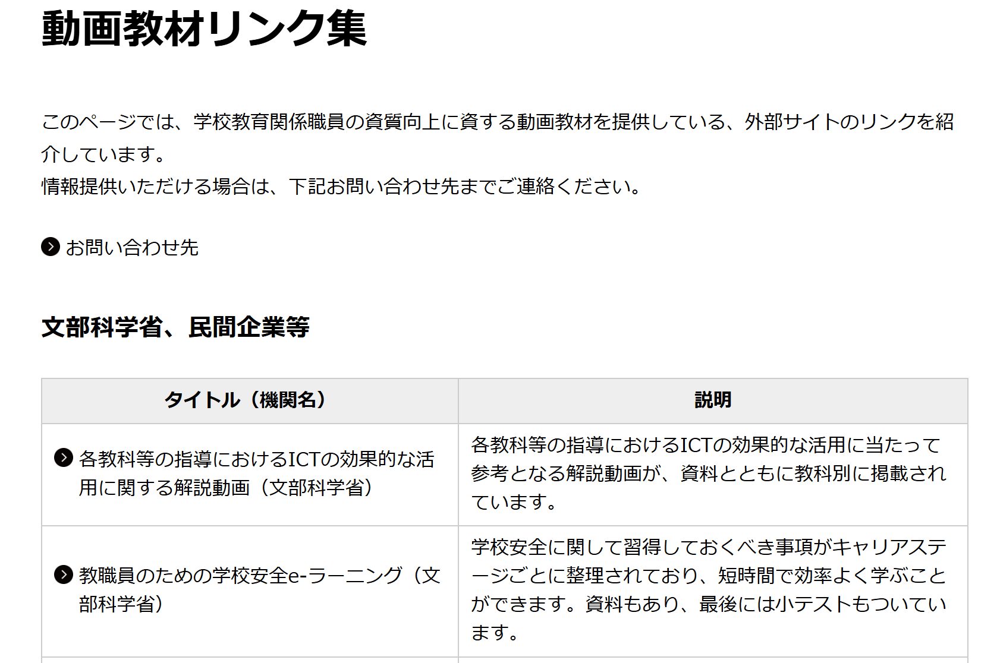 動画教材リンク集
このページでは、学校教育関係職員の資質向上に資する動画教材を提供している、外部サイトのリンクを紹
介しています。
情報提供いただける場合は、下記お問い合わせ先までご連絡ください。
お問い合わせ先
文部科学省、民間企業等
タイトル（機関名）
説明
各教科等の指導におけるICTの効果的な活
用に関する解説動画（文部科学省）
各教科等の指導におけるICTの効果的な活用に当たって
参考となる解説動画が、資料とともに教科別に掲載され
ています。
教職員のための学校安全e-ラーニング（文
部科学省）
学校安全に関して習得しておくべき事項がキャリアステ
ージごとに整理されており、短時間で効率よく学ぶこと
ができます。資料もあり、最後には小テストもついてい
ます。